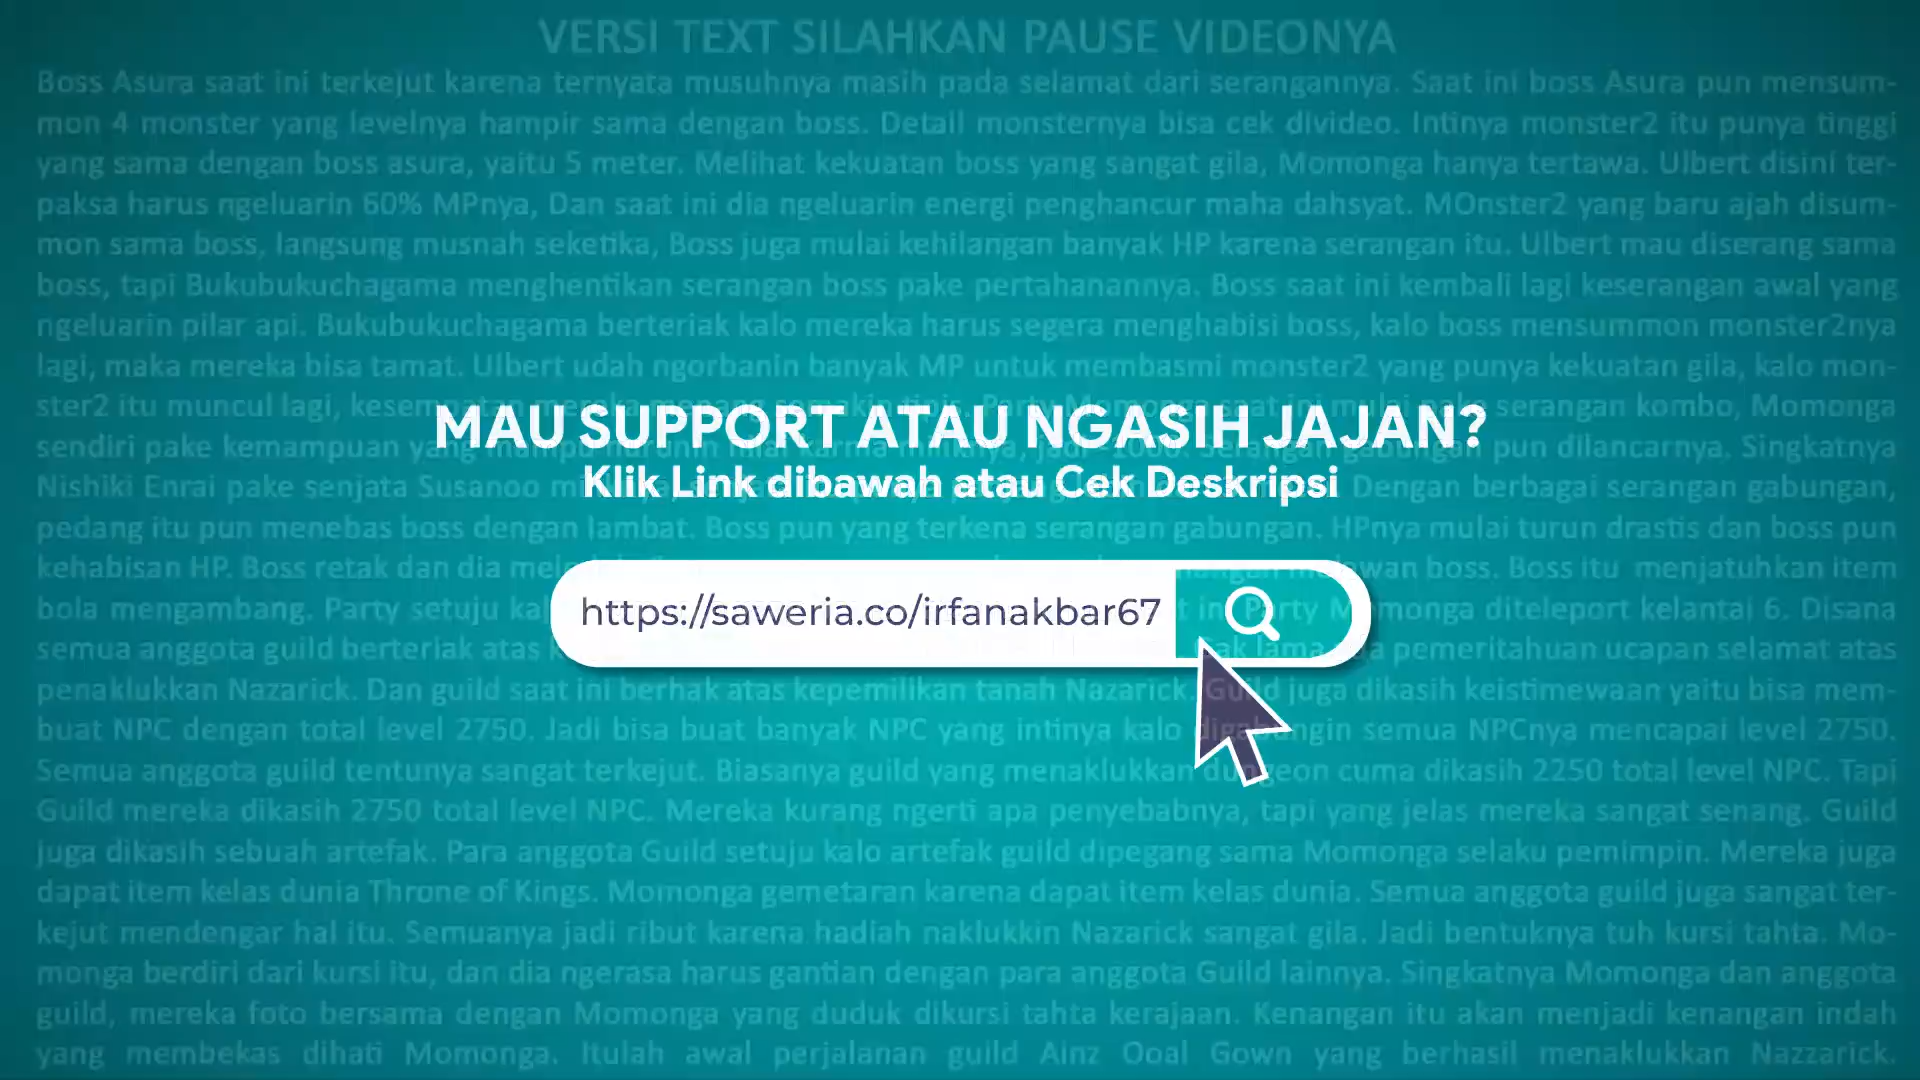 VERSI TEXT SILAHKAN PAUSE VIDEONYA
Boss Asura saat ini terkejut karena ternyata musuhnya masih pada selamat dari serangannya. Saat ini boss Asura pun mensum-
mon 4 monster yang levelnya hampir sama dengan boss. Detail monsternya bisa cek divideo. Intinya monster2 itu punya tinggi
yang sama dengan boss asura, yaitu 5 meter. Melihat kekuatan boss yang sangat gila, Momonga hanya tertawa. Ulbert disini ter-
paksa harus ngeluarin 60% MPnya, Dan saat ini dia ngeluarin energi penghancur maha dahsyat. MOnster2 yang baru ajah disum-
mon sama boss, langsung musnah seketika, Boss juga mulai kehilangan banyak HP karena serangan itu. Ulbert mau diserang sama
boss, tapi Bukubukuchagama menghentikan serangan boss pake pertahanannya. Boss saat ini kembali lagi keserangan awal yang
ngeluarin pilar api. Bukubukuchagama berteriak kalo mereka harus segera menghabisi boss, kalo boss mensummon monster2nya
lagi, maka mereka bisa tamat. Ulbert udah ngorbanin banyak MP untuk membasmi monster2 yang punya kekuatan gila, kalo mon-
ster2 itu muncul lagi, serangan kombo, Momonga
MAU SUPPORT ATAU NGASIH JAJAN?
sendiri pake kemampuan pun dilancarnya. Singkatnya
Klik Link dibawah atau Cek Deskripsi
Nishiki Enrai pake senjata Susanoo Dengan berbagai serangan gabungan,
pedang itu pun menebas boss dengan lambat. Boss pun yang terkena serangan gabungan. HPnya mulai turun drastis dan boss pun
kehabisan HP. Boss retak dan dia boss. Boss itu menjatuhkan item
https://saweria.co/irfanakbar67
bola mengambang. Party setuju Party Momonga diteleport kelantai 6. Disana
semua anggota guild berteriak atas lama pemeritahuan ucapan selamat atas
penaklukkan Nazarick. Dan guild saat ini berhak atas kepemilikan tanah Nazarick. Guild juga dikasih keistimewaan yaitu bisa mem-
buat NPC dengan total level 2750. Jadi bisa buat banyak NPC yang intinya kalo digabungin semua NPCnya mencapai level 2750.
Semua anggota guild tentunya sangat terkejut. Biasanya guild yang menaklukkan dungeon cuma dikasih 2250 total level NPC. Tapi
Guild mereka dikasih 2750 total level NPC. Mereka kurang ngerti apa penyebabnya, tapi yang jelas mereka sangat senang. Guild
juga dikasih sebuah artefak. Para anggota Guild setuju kalo artefak guild dipegang sama Momonga selaku pemimpin. Mereka juga
dapat item kelas dunia Throne of Kings. Momonga gemetaran karena dapat item kelas dunia. Semua anggota guild juga sangat ter-
kejut mendengar hal itu. Semuanya jadi ribut karena hadiah naklukkin Nazarick sangat gila. Jadi bentuknya tuh kursi tahta. Mo-
monga berdiri dari kursi itu, dan dia ngerasa harus gantian dengan para anggota Guild lainnya. Singkatnya Momonga dan anggota
guild, mereka foto bersama dengan Momonga yang duduk dikursi tahta kerajaan. Kenangan itu akan menjadi kenangan indah
yang membekas dihati Momonga. Itulah awal perjalanan guild Ainz Ooal Gown yang berhasil menaklukkan Nazzarick.